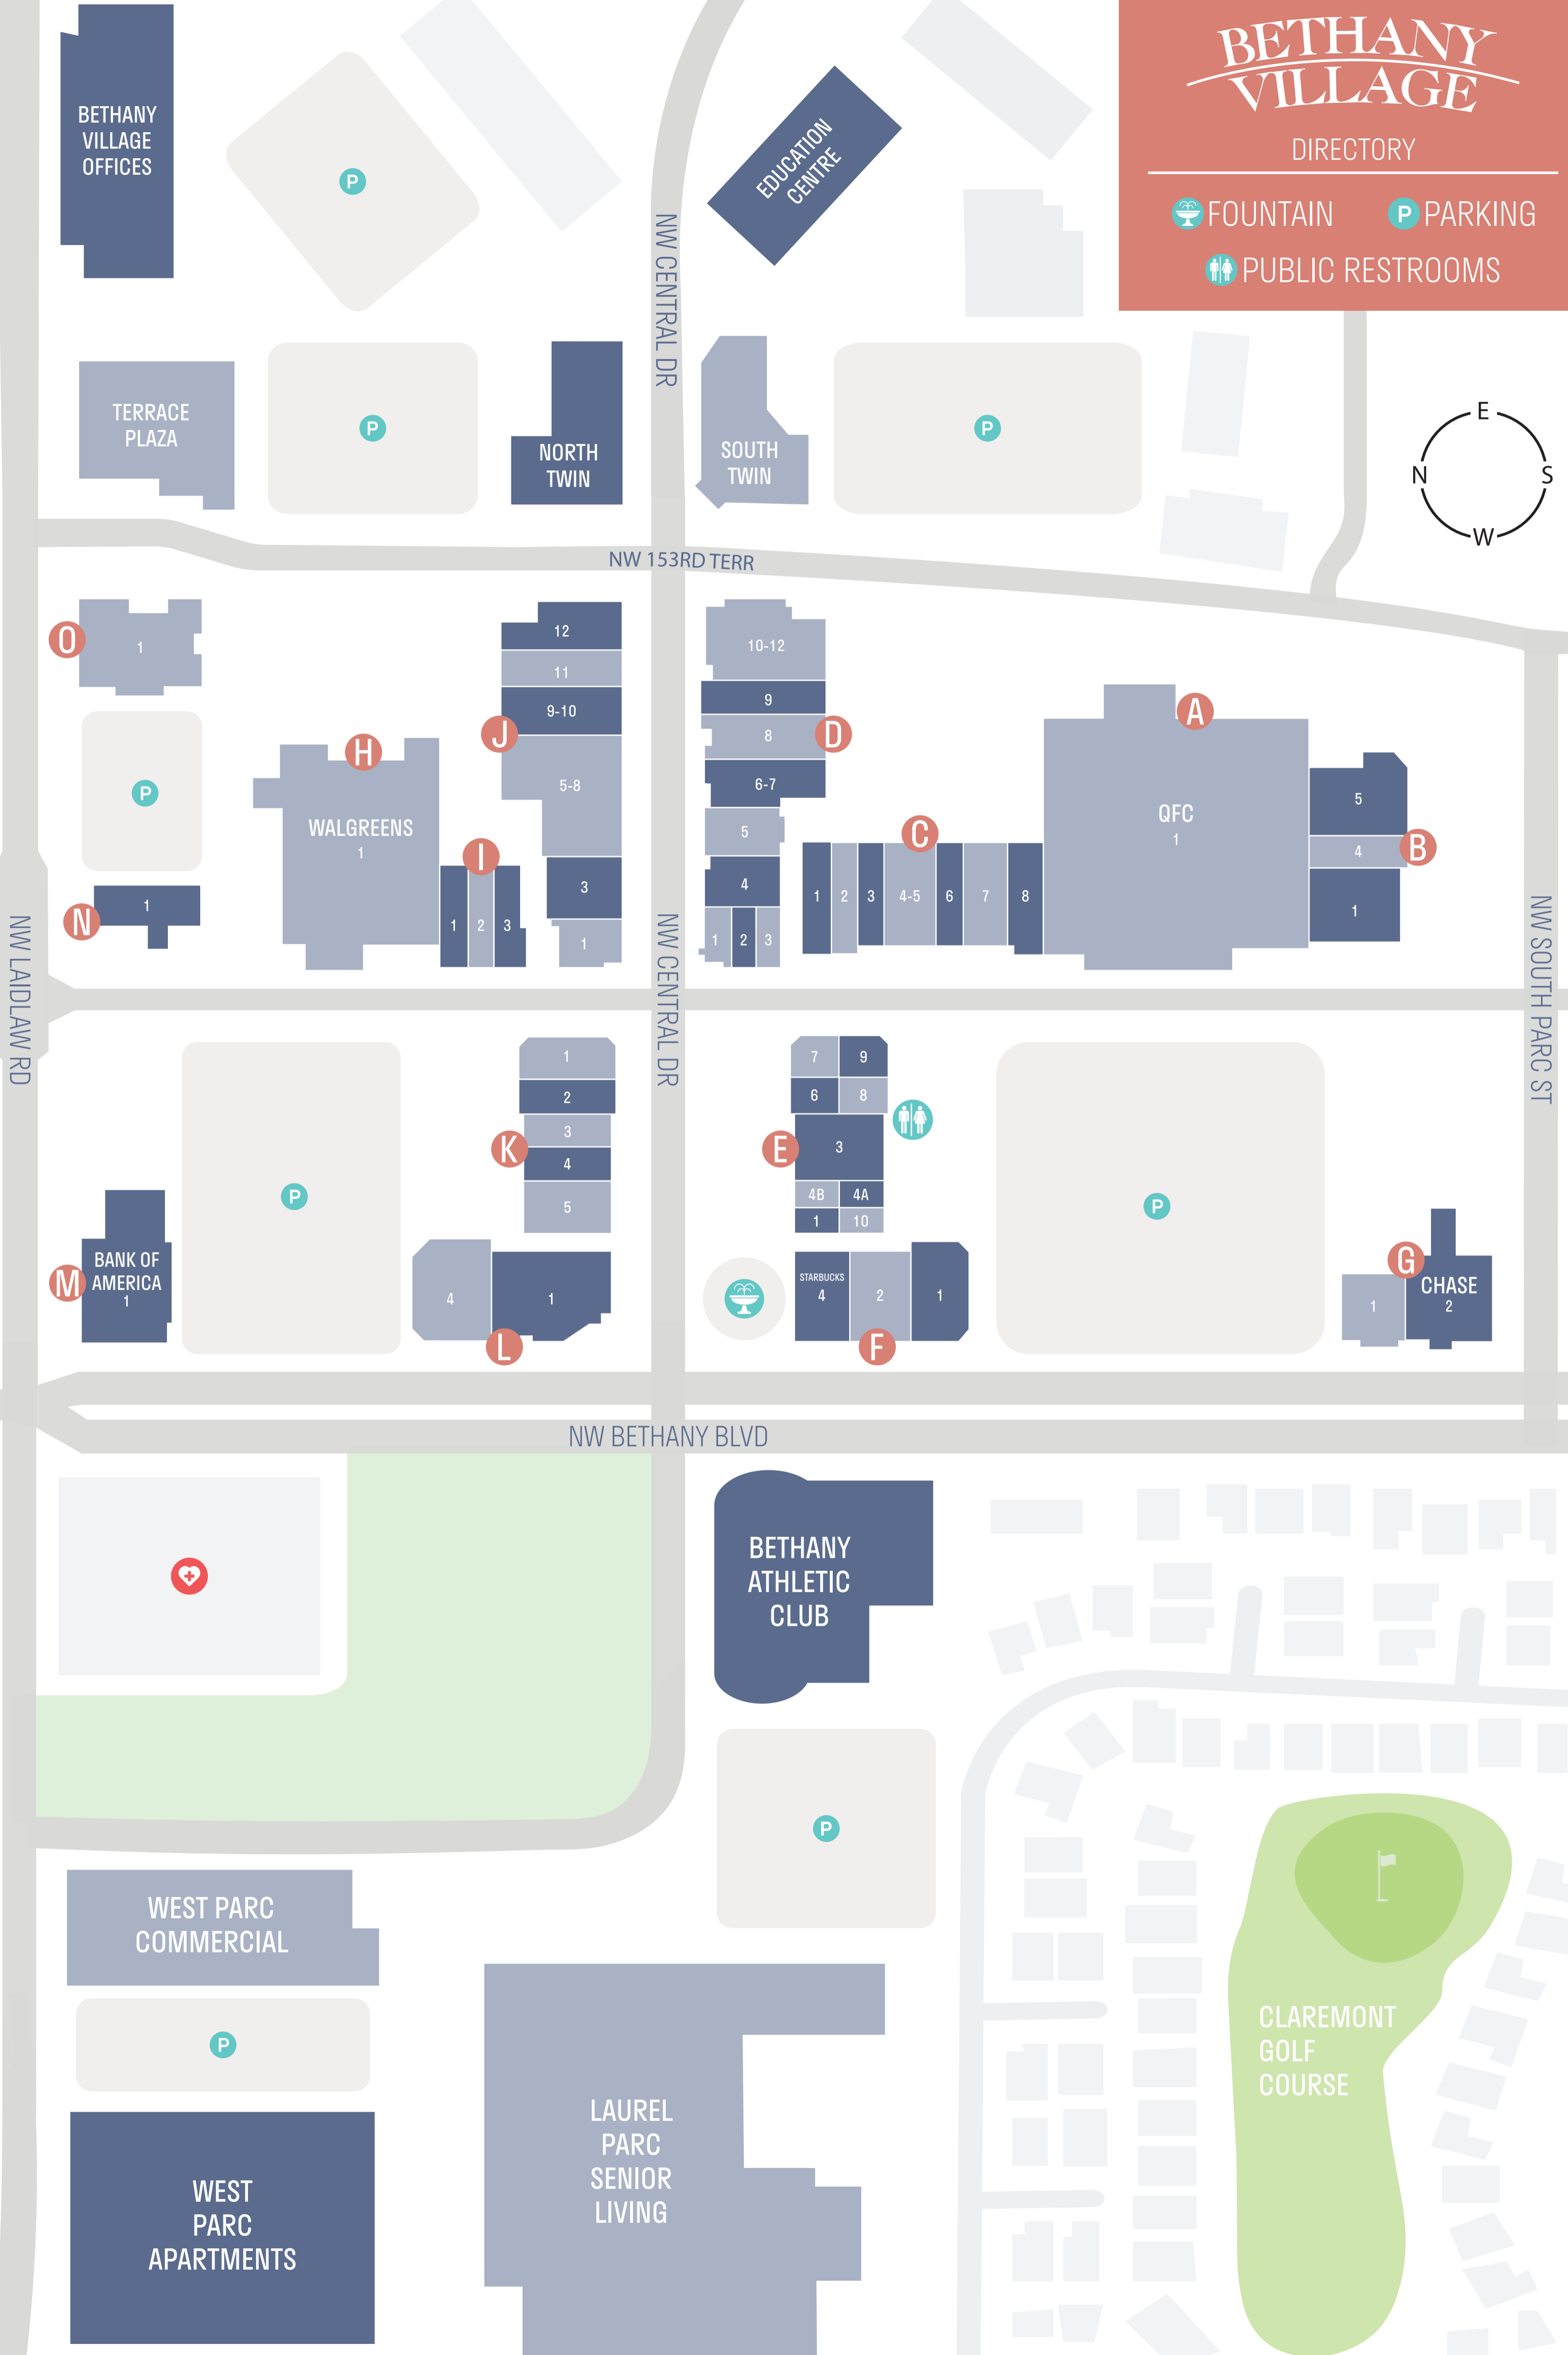 BETHANY
VILLAGE
DIRECTORY
FOUNTAIN
P PARKING
PUBLIC RESTROOMS
BETHANY
VILLAGE
OFFICES
P
EDUCATION
CENTRE
NW CENTRAL DR
TERRACE
PLAZA
P
NORTH
TWIN
SOUTH
TWIN
P
E
N
S
W
NW 153RD TERR
O
1
P
N
1
H
WALGREENS
1
I
1
2
3
J
12
11
9-10
5-8
3
1
D
10-12
9
8
6-7
5
4
1
2
3
C
1
2
3
4-5
6
7
8
A
QFC
1
B
5
4
1
NW LAIDLAW RD
NW CENTRAL DR
NW SOUTH PARC ST
P
K
1
2
3
4
5
E
7
9
6
8
3
4B
4A
1
10
P
M
BANK OF
AMERICA
1
L
4
1
F
STARBUCKS
4
2
1
G
1
CHASE
2
NW BETHANY BLVD
BETHANY
ATHLETIC
CLUB
P
WEST PARC
COMMERCIAL
P
WEST
PARC
APARTMENTS
LAUREL
PARC
SENIOR
LIVING
CLAREMONT
GOLF
COURSE